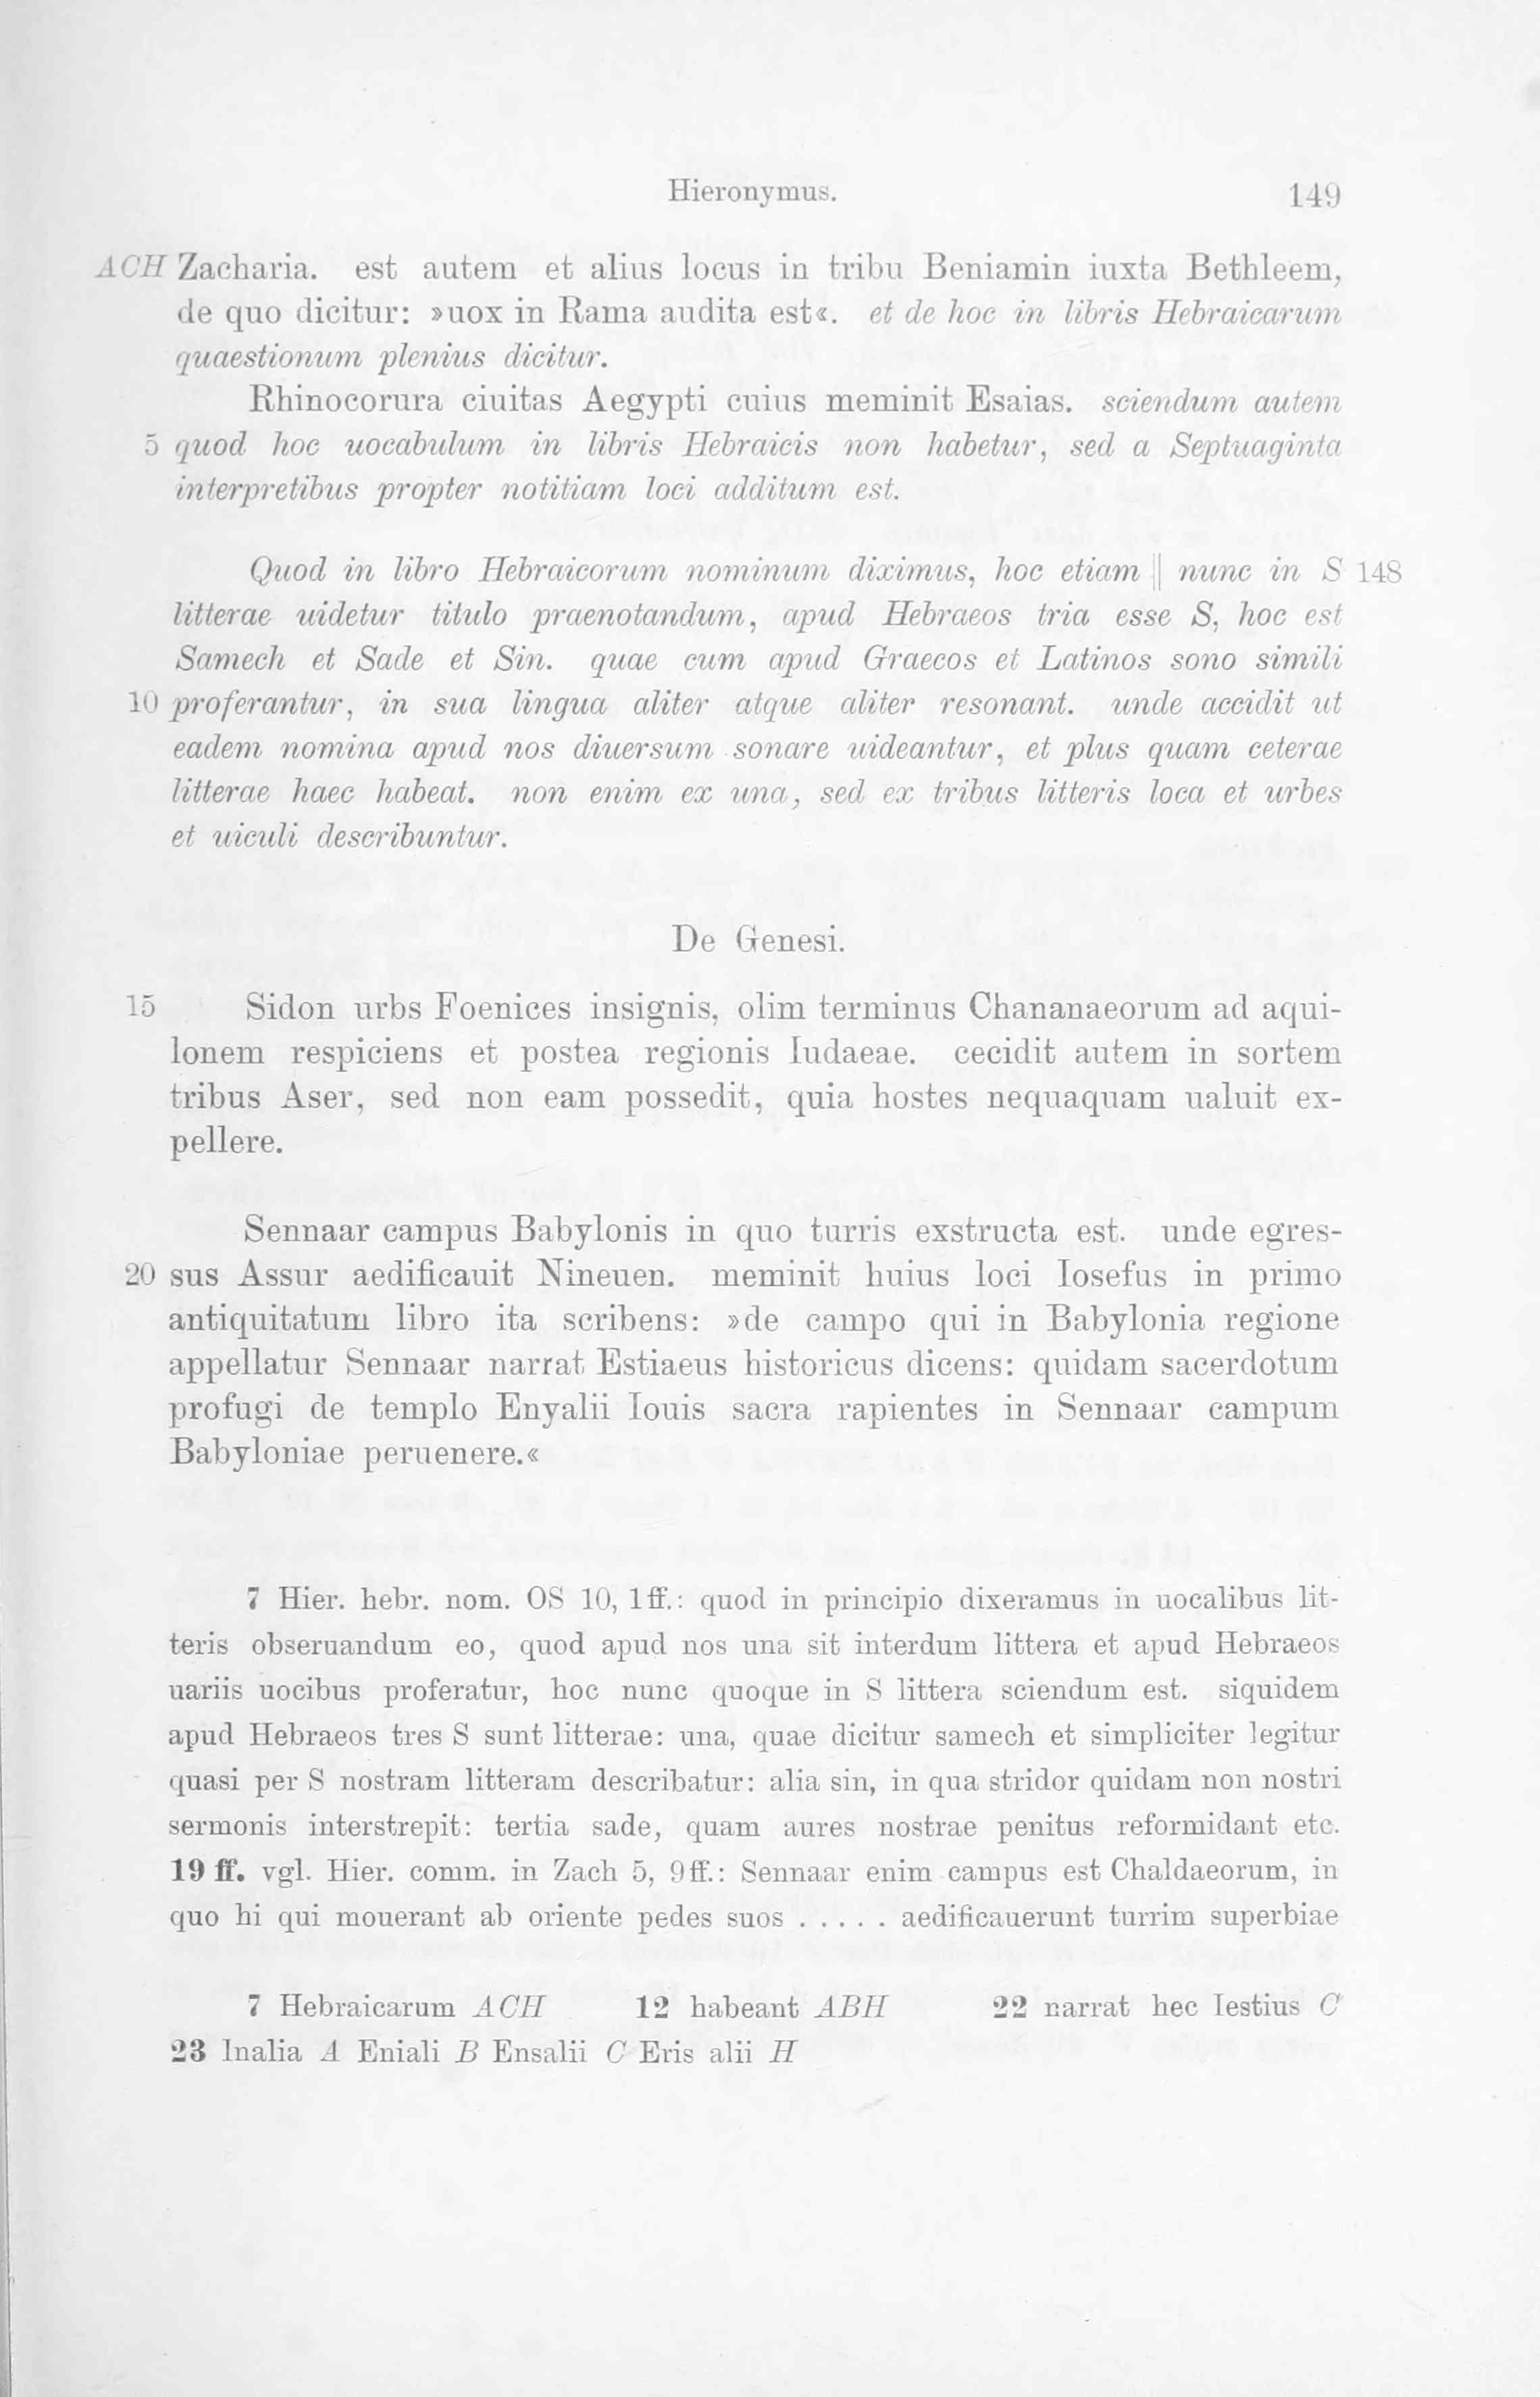 Hieronymus. 149
ACH Zacharia. est autem et alius locus in tribu Beniamin iuxta Bethleem,
de quo dicitur: »uox in Rama audita est«. et de hoc in libris Hebraicarum
quaestionum plenius dicitur.
Rhinocorura ciuitas Aegypti cuius meminit Esaias. sciendum autem
5 quod hoc uocabulum in libris Hebraicis non habetur, sed a Septuaginta
interpretibus propter notitiam loci additum est.
Quod in libro Hebraicorum nominum diximus, hoc etiam || nunc in S 148
litterae uidetur titulo praenotandum, apud Hebraeos tria esse S, hoc est
Samech et Sade et Sin. quae cum apud Graecos et Latinos sono simili
10 proferantur, in sua lingua aliter atque aliter resonant. unde accidit ut
eadem nomina apud nos diuersum sonare uideantur, et plus quam ceterae
litterae haec habeat. non enim ex una, sed ex tribus litteris loca et urbes
et uiculi describuntur.
De Genesi.
15 Sidon urbs Foenices insignis, olim terminus Chananaeorum ad aqui-
lonem respiciens et postea regionis Iudaeae. cecidit autem in sortem
tribus Aser, sed non eam possedit, quia hostes nequaquam ualuit ex-
pellere.
Sennaar campus Babylonis in quo turris exstructa est. unde egres-
20 sus Assur aedificauit Nineuen. meminit huius loci Iosefus in primo
antiquitatum libro ita scribens: »de campo qui in Babylonia regione
appellatur Sennaar narrat Estiaeus historicus dicens: quidam sacerdotum
profugi de templo Enyalii Iouis sacra rapientes in Sennaar campum
Babyloniae peruenere.«
7 Hier. hebr. nom. OS 10, 1ff.: quod in principio dixeramus in uocalibus lit-
teris obseruandum eo, quod apud nos una sit interdum littera et apud Hebraeos
uariis uocibus proferatur, hoc nunc quoque in S littera sciendum est. siquidem
apud Hebraeos tres S sunt litterae: una, quae dicitur samech et simpliciter legitur
quasi per S nostram litteram describatur: alia sin, in qua stridor quidam non nostri
sermonis interstrepit: tertia sade, quam aures nostrae penitus reformidant etc.
19 ff. vgl. Hier. comm. in Zach 5, 9ff.: Sennaar enim campus est Chaldaeorum, in
quo hi qui mouerant ab oriente pedes suos ..... aedificauerunt turrim superbiae
7 Hebraicarum ACH 12 habeant ABH 22 narrat hec Iestius C
23 Inalia A Eniali B Ensalii C Eris alii H